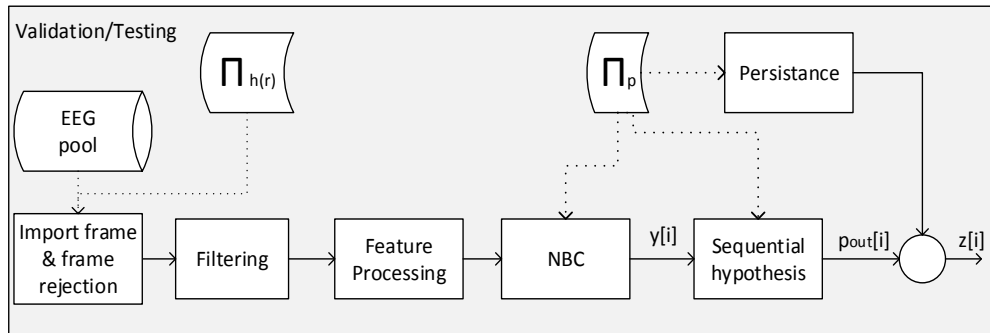 Validation/Testing
∏ h(r)
∏p
Persistance
EEG
pool
Import frame
& frame
rejection
Filtering
Feature
Processing
NBC
y[i]
Sequential
hypothesis
pout[i]
z[i]